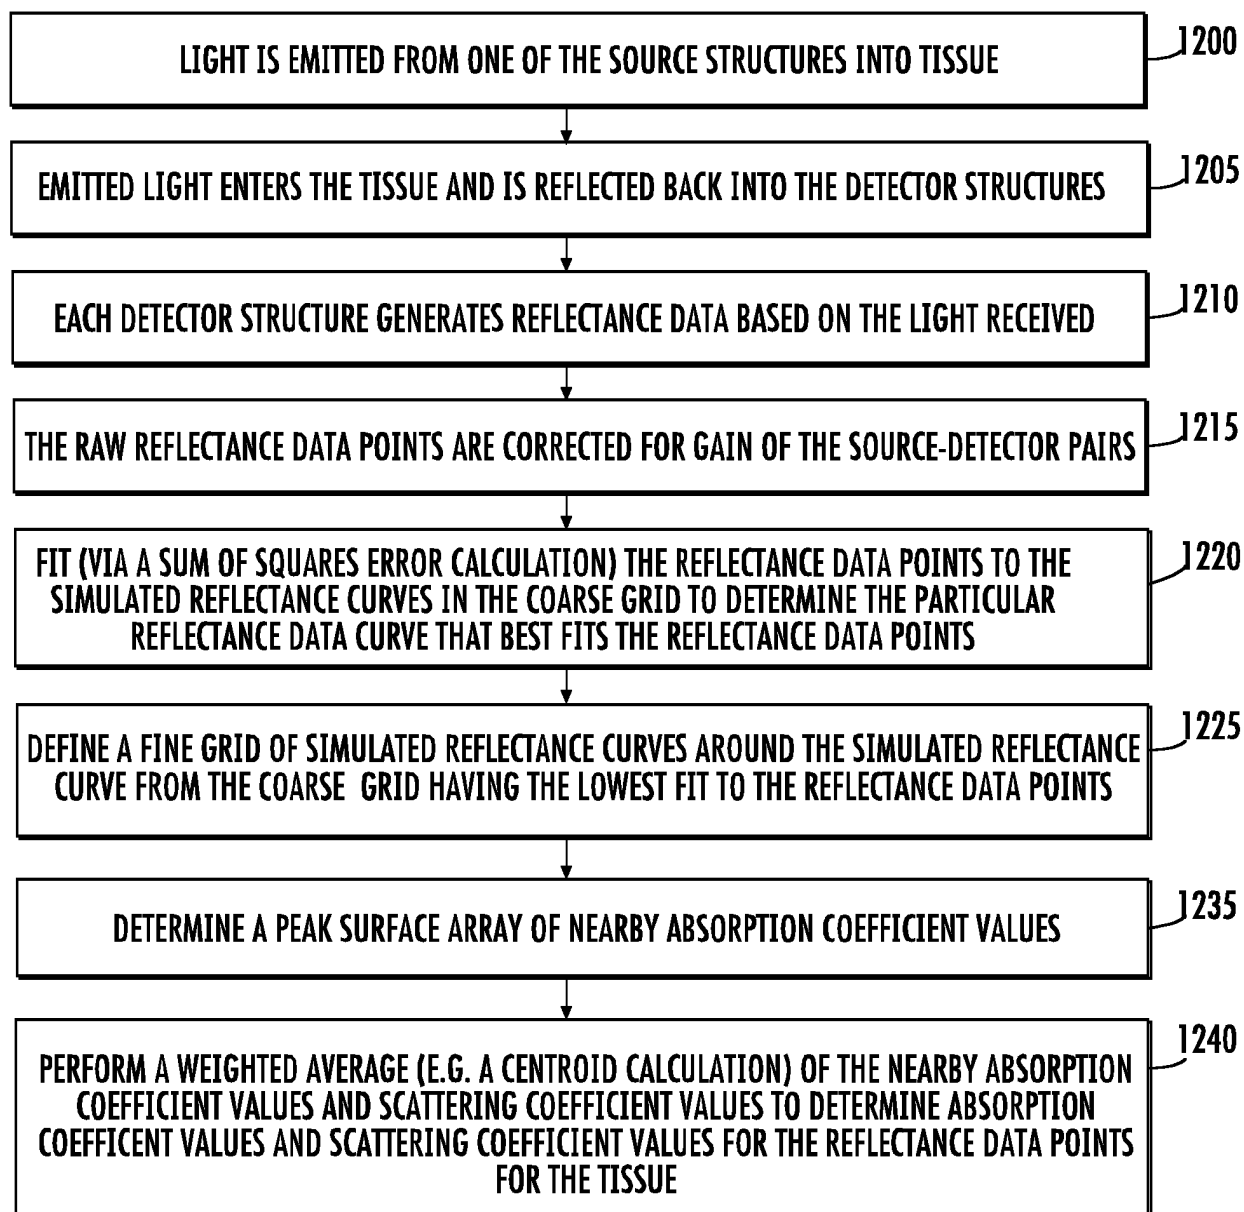 LIGHT IS EMITTED FROM ONE OF THE SOURCE STRUCTURES INTO TISSUE
1200
EMITTED LIGHT ENTERS THE TISSUE AND IS REFLECTED BACK INTO THE DETECTOR STRUCTURES
1205
EACH DETECTOR STRUCTURE GENERATES REFLECTANCE DATA BASED ON THE LIGHT RECEIVED
1210
THE RAW REFLECTANCE DATA POINTS ARE CORRECTED FOR GAIN OF THE SOURCE-DETECTOR PAIRS
1215
FIT (VIA A SUM OF SQUARES ERROR CALCULATION) THE REFLECTANCE DATA POINTS TO THE
SIMULATED REFLECTANCE CURVES IN THE COARSE GRID TO DETERMINE THE PARTICULAR
REFLECTANCE DATA CURVE THAT BEST FITS THE REFLECTANCE DATA POINTS
1220
DEFINE A FINE GRID OF SIMULATED REFLECTANCE CURVES AROUND THE SIMULATED REFLECTANCE
CURVE FROM THE COARSE GRID HAVING THE LOWEST FIT TO THE REFLECTANCE DATA POINTS
1225
DETERMINE A PEAK SURFACE ARRAY OF NEARBY ABSORPTION COEFFICIENT VALUES
1235
PERFORM A WEIGHTED AVERAGE (E.G. A CENTROID CALCULATION) OF THE NEARBY ABSORPTION
COEFFICIENT VALUES AND SCATTERING COEFFICIENT VALUES TO DETERMINE ABSORPTION
COEFFICENT VALUES AND SCATTERING COEFFICIENT VALUES FOR THE REFLECTANCE DATA POINTS
FOR THE TISSUE
1240